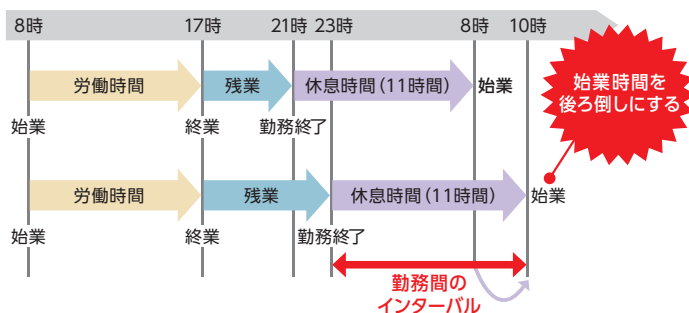 8時 17時 21時 23時 8時 10時
労働時間 残業 休息時間(11時間) 始業
始業 終業 勤務終了
始業時間を
後ろ倒しにする
労働時間 残業 休息時間(11時間) 始業
始業 終業 勤務終了
勤務間の
インターバル